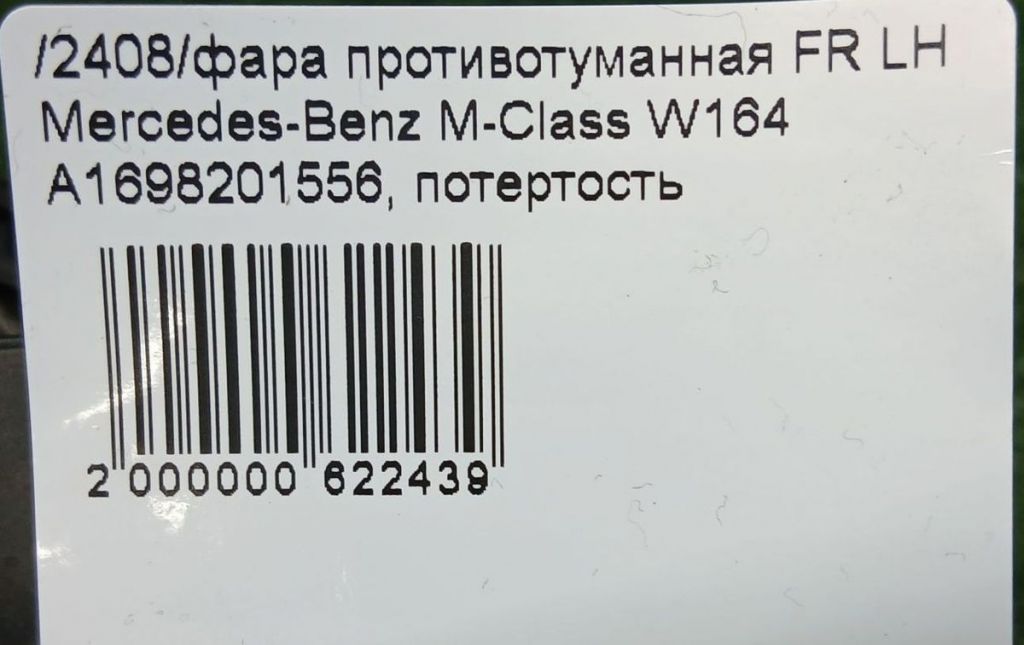 /2408/фара противотуманная FR LH
Mercedes-Benz M-Class W164
A1698201556, потертость
2 000000 622439